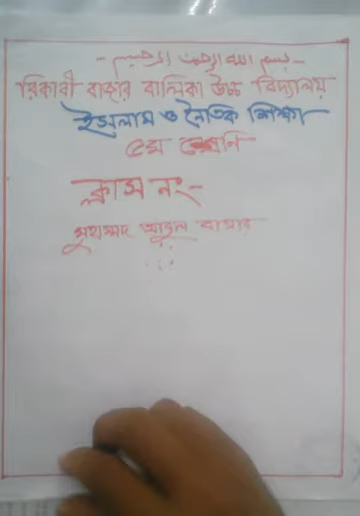 - بسم الله الرحمن الرحيم -
রিকাবী বাজার বালিকা উচ্চ বিদ্যালয়
ইসলাম ও নৈতিক শিক্ষা
৫ম শ্রেণি
ক্লাস নং-
মুহাম্মদ আবুল বাসার